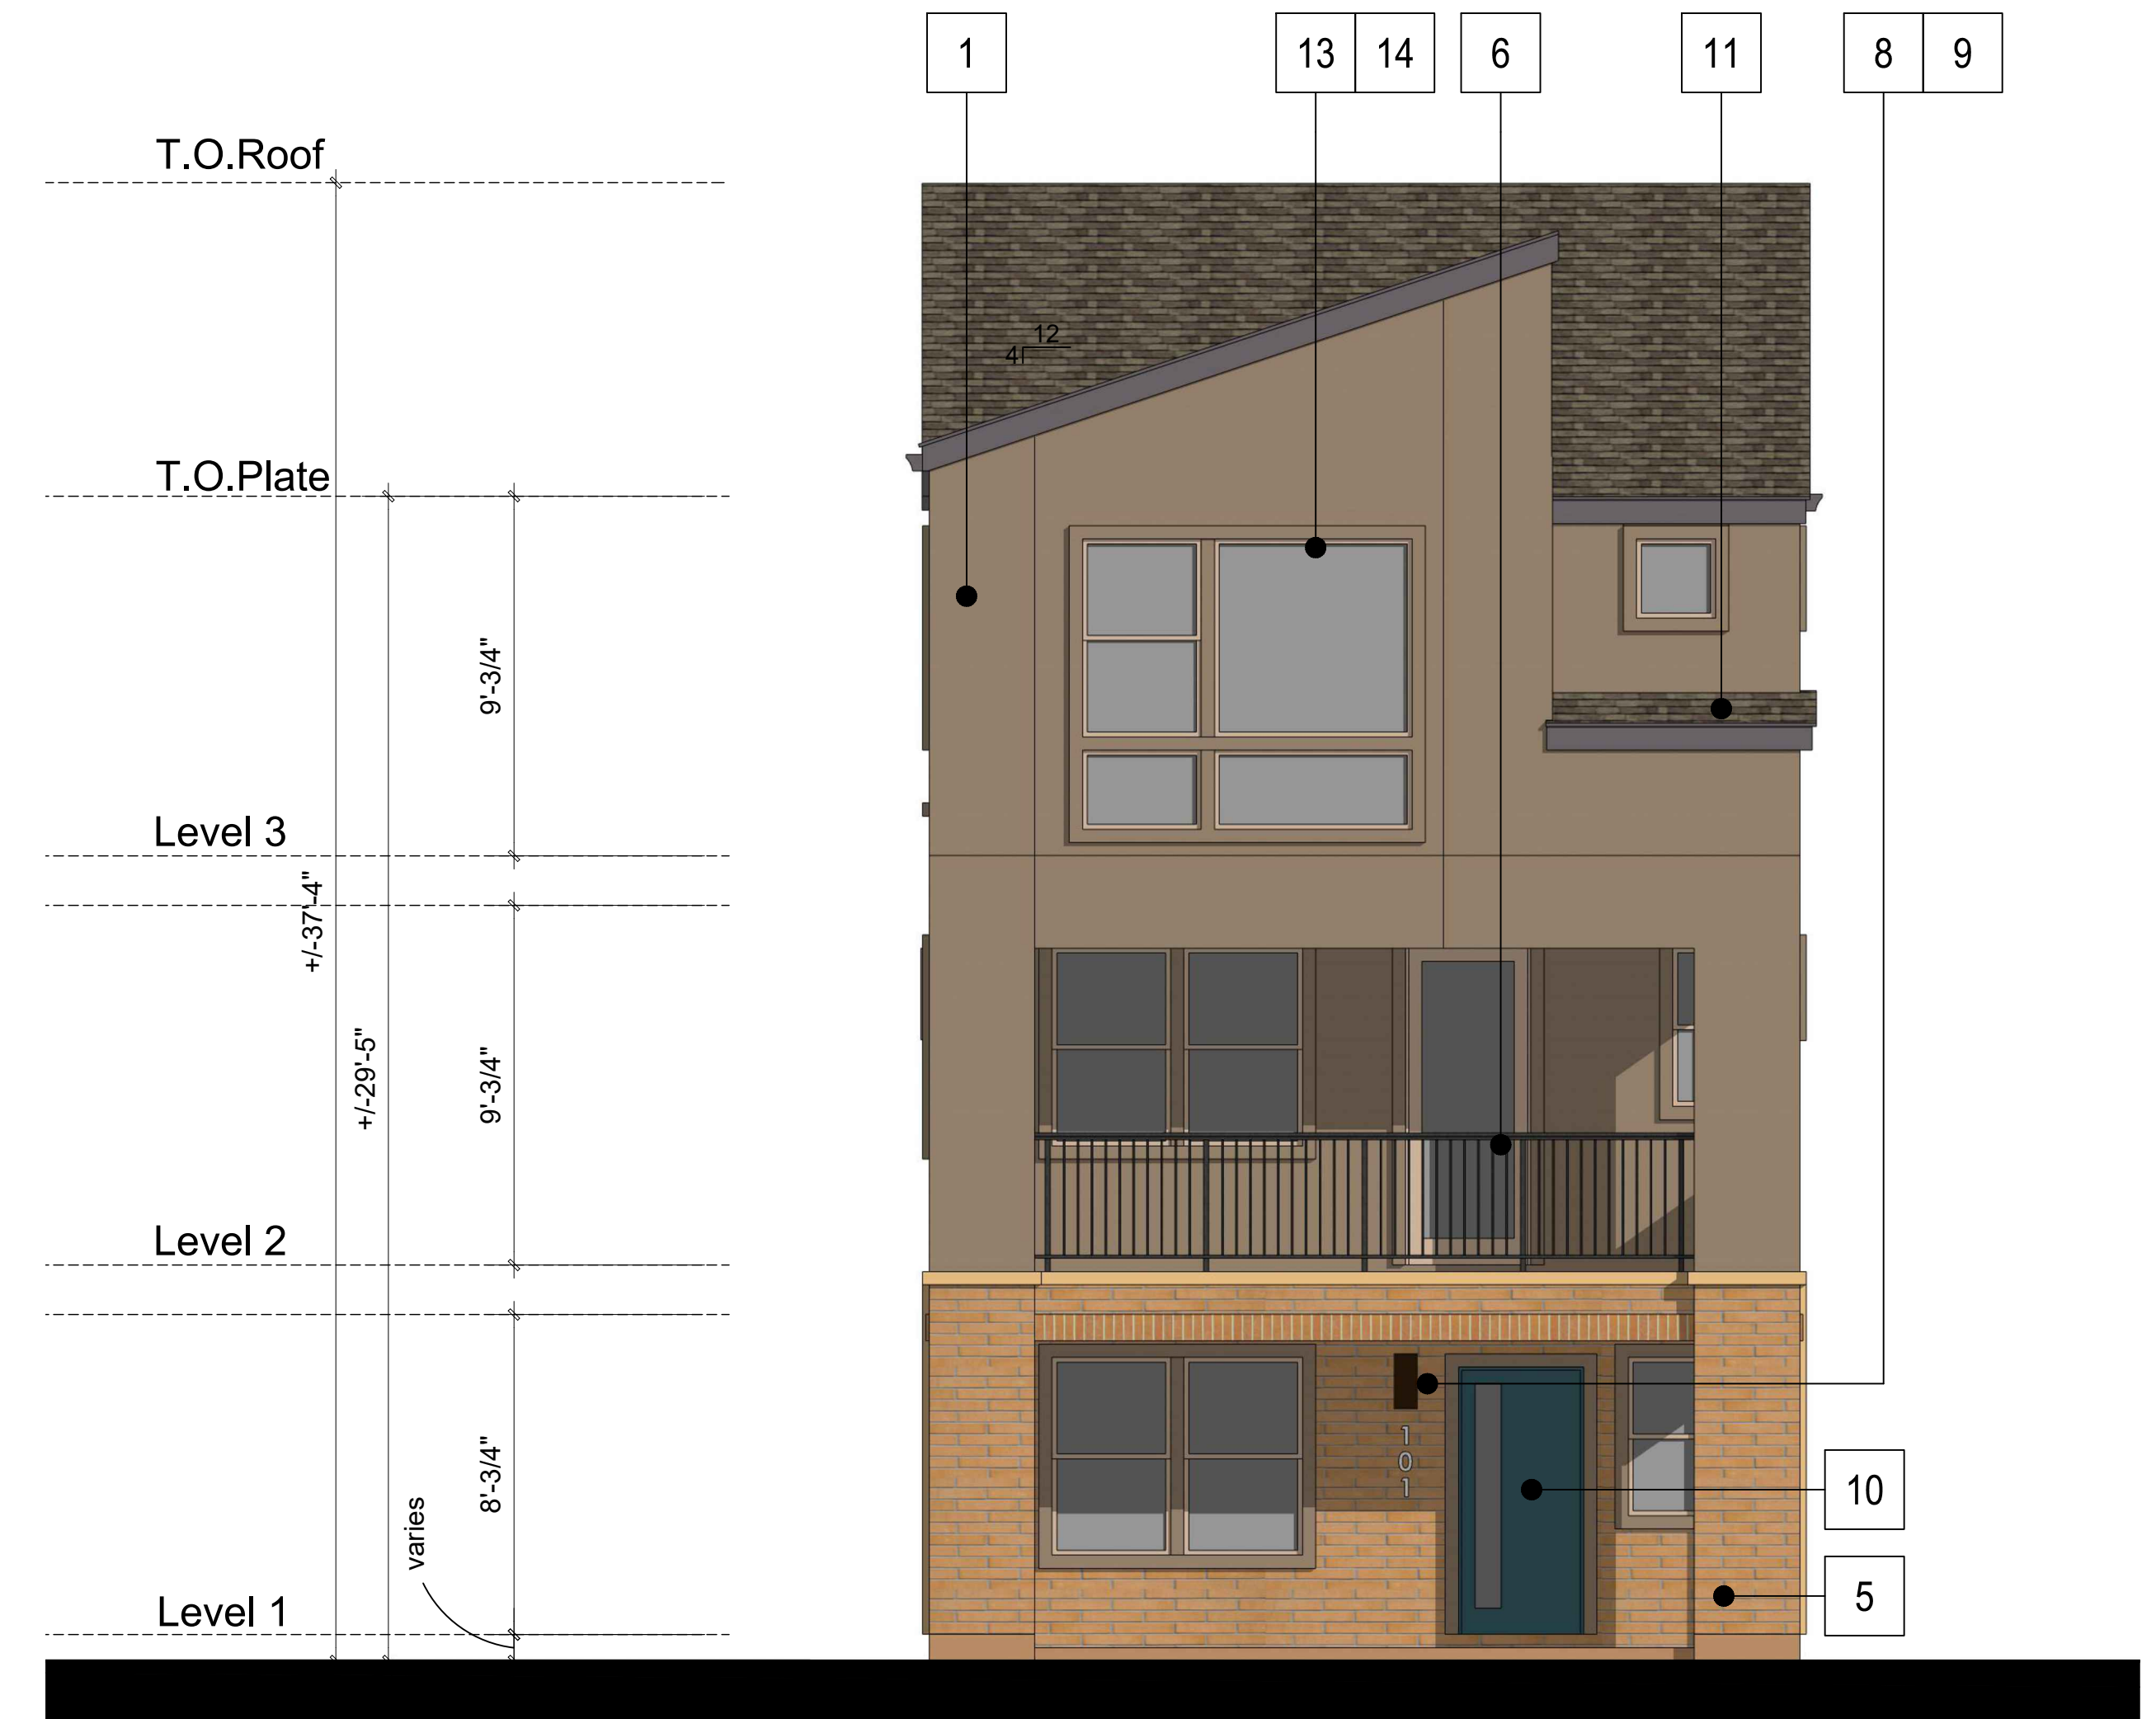 1
13 14
6
11
8 9
T.O.Roof
12
4
T.O.Plate
9'-3/4"
Level 3
+/-37'-4"
+/-29'-5"
9'-3/4"
Level 2
8'-3/4"
varies
101
10
5
Level 1